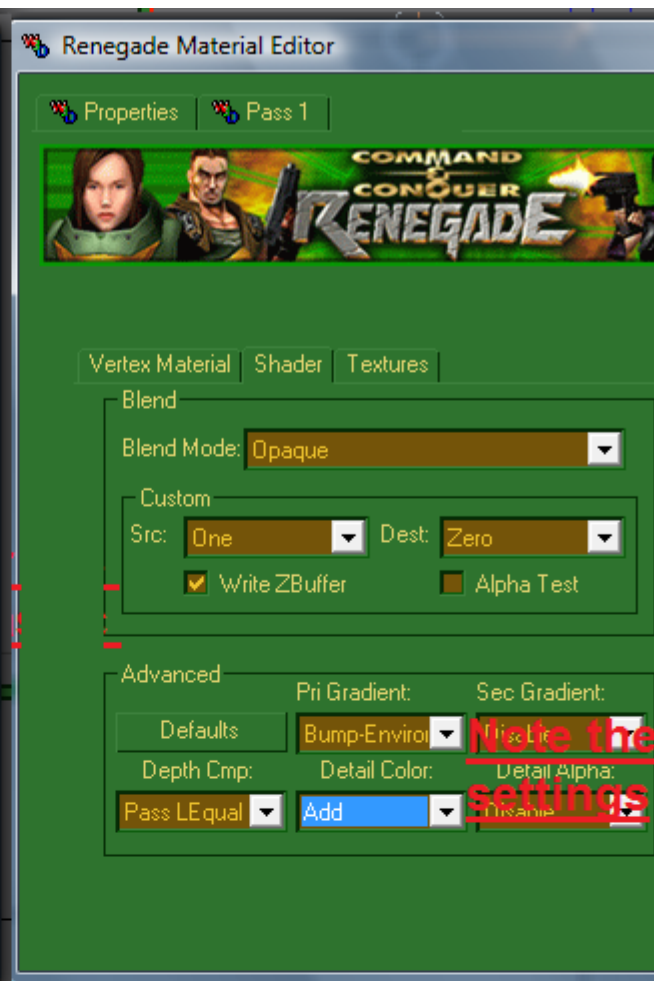 Renegade Material Editor
Properties Pass 1
COMMAND
&
CONQUER
RENEGADE
Vertex Material Shader Textures
Blend
Blend Mode: Opaque
Custom
Src: One Dest: Zero
Write ZBuffer Alpha Test
Advanced
Pri Gradient: Sec Gradient:
Defaults Bump-Enviro Disable
Note the
Depth Cmp: Detail Color: Detail Alpha:
settings
Pass LEqual Add Disable